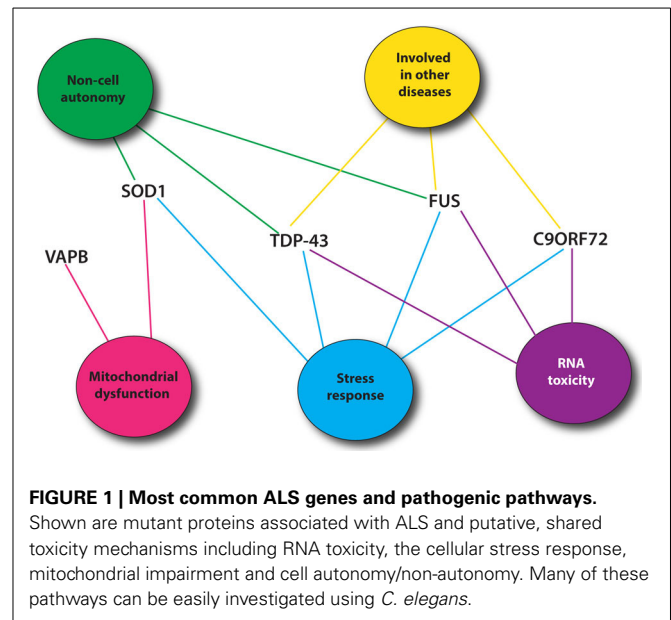 Non-cell
autonomy
Involved
in other
diseases
SOD1
FUS
TDP-43
C9ORF72
VAPB
Mitochondrial
dysfunction
Stress
response
RNA
toxicity
FIGURE 1 | Most common ALS genes and pathogenic pathways.
Shown are mutant proteins associated with ALS and putative, shared
toxicity mechanisms including RNA toxicity, the cellular stress response,
mitochondrial impairment and cell autonomy/non-autonomy. Many of these
pathways can be easily investigated using C. elegans.